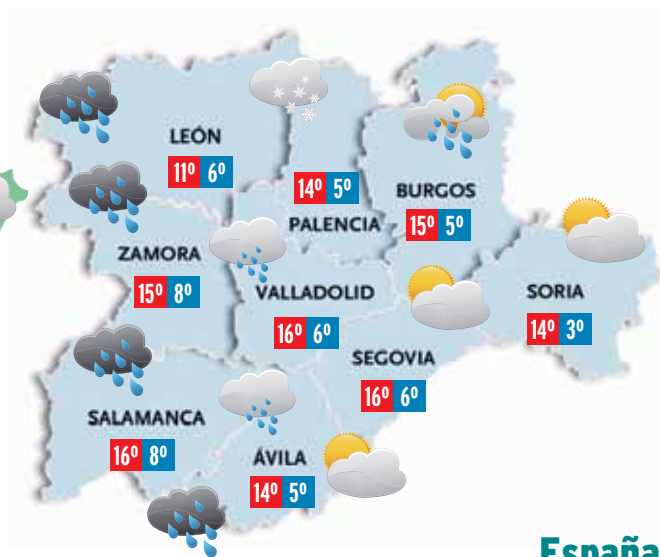 LEÓN
11º 6º
14º 5º
PALENCIA
BURGOS
15º 5º
ZAMORA
15º 8º
VALLADOLID
16º 6º
SORIA
14º 3º
SEGOVIA
16º 6º
SALAMANCA
16º 8º
ÁVILA
14º 5º
España